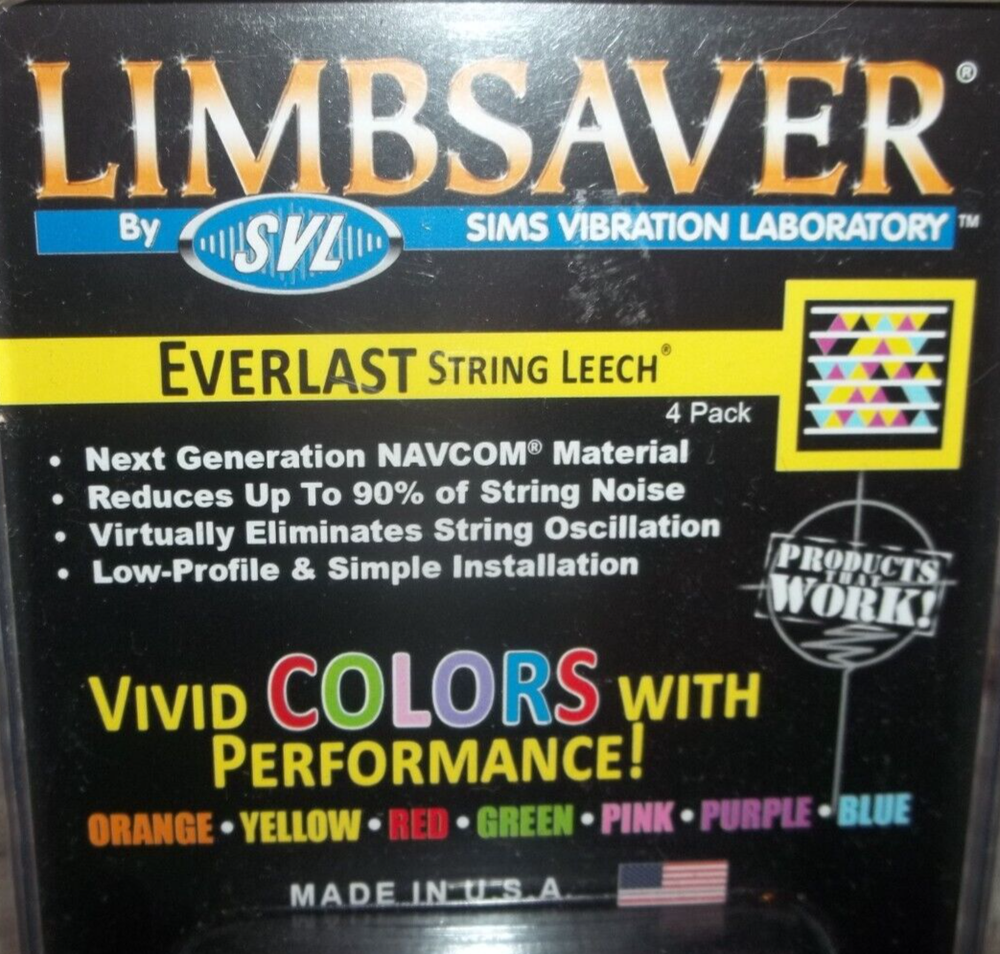 LIMBSAVER®
By SVL SIMS VIBRATION LABORATORY™
EVERLAST STRING LEECH®
4 Pack
• Next Generation NAVCOM® Material
• Reduces Up To 90% of String Noise
• Virtually Eliminates String Oscillation
• Low-Profile & Simple Installation
PRODUCTS
THAT
WORK!
VIVID COLORS WITH
PERFORMANCE!
ORANGE • YELLOW • RED • GREEN • PINK • PURPLE • BLUE
MADE IN U.S.A.